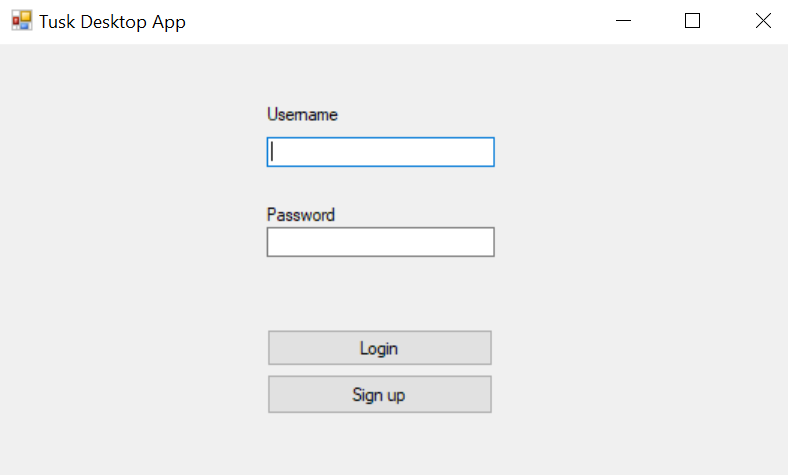 Tusk Desktop App
Username
Password
Login
Sign up